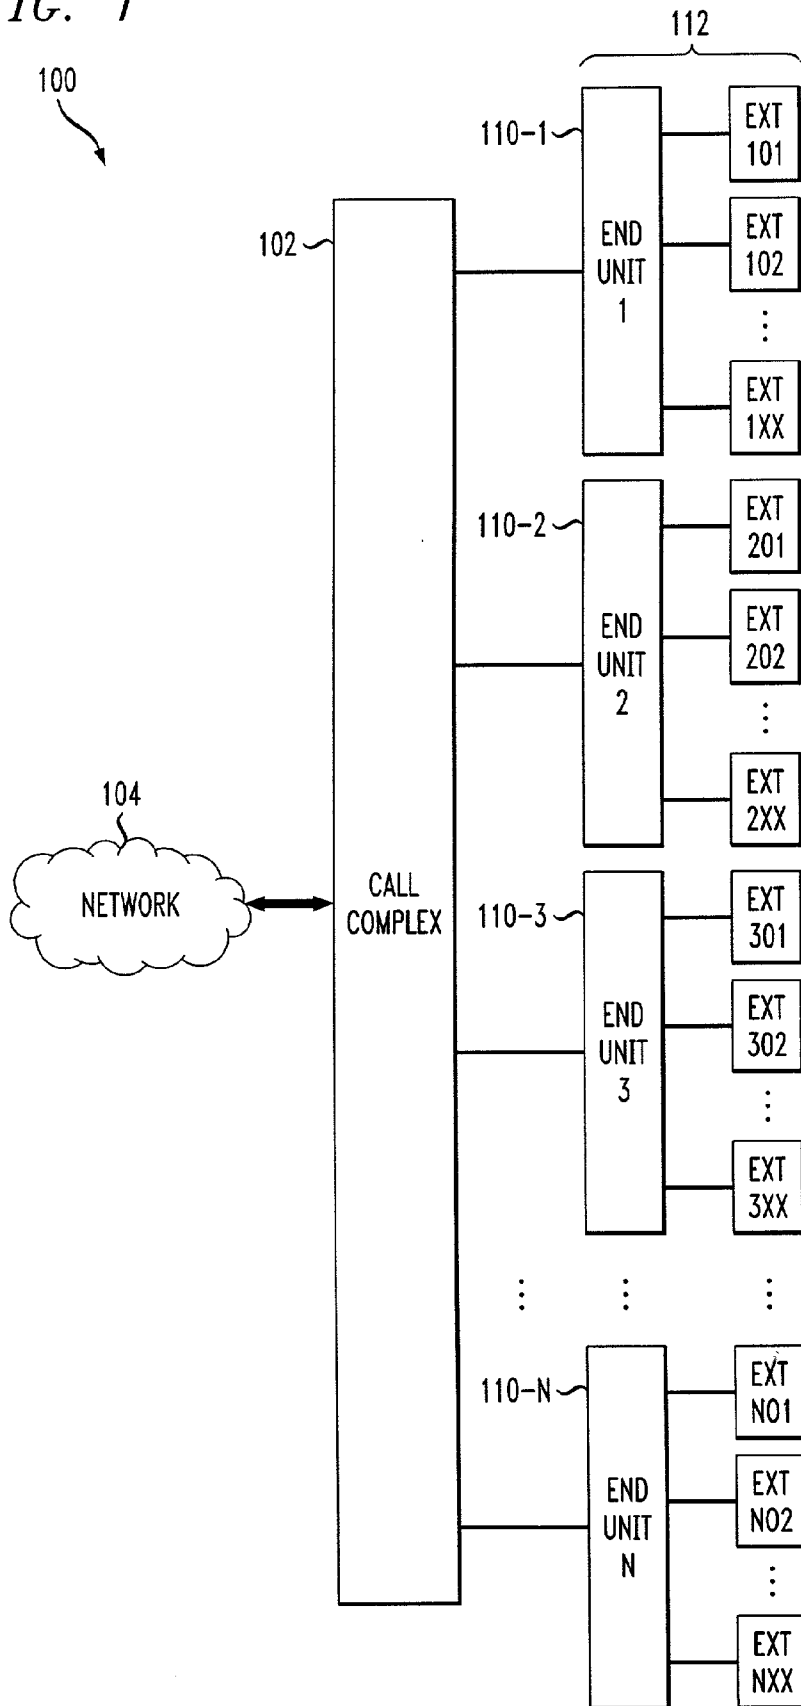 IG. 1
112
100
110-1
EXT
101
102
END
UNIT
1
EXT
102
EXT
1XX
110-2
EXT
201
END
UNIT
2
EXT
202
EXT
2XX
104
NETWORK
CALL
COMPLEX
110-3
EXT
301
END
UNIT
3
EXT
302
EXT
3XX
110-N
EXT
N01
END
UNIT
N
EXT
N02
EXT
NXX